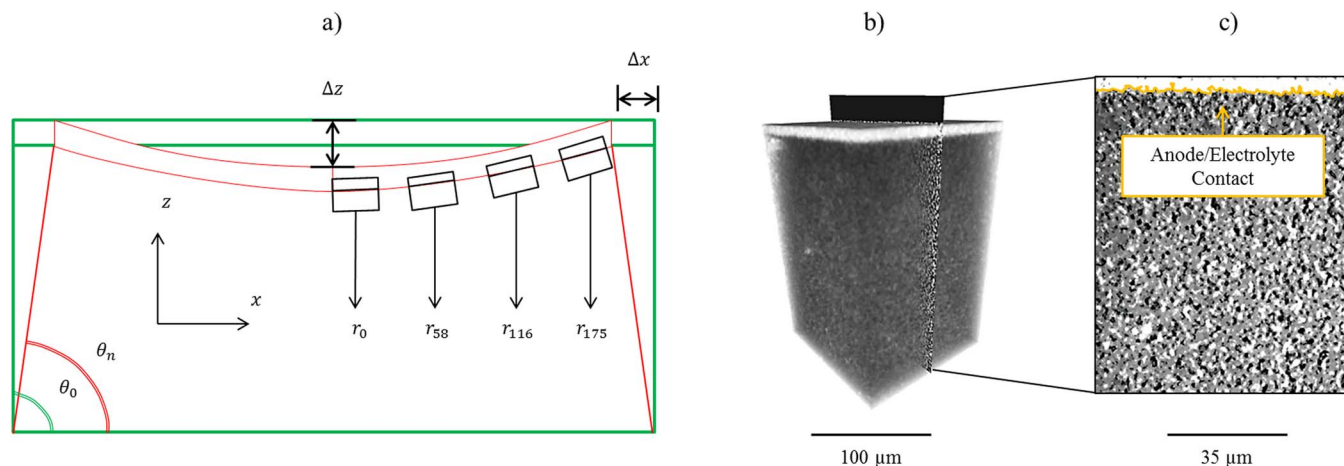 a)
b)
c)
Δx
Δz
z
x
r₀
r₅₈
r₁₁₆
r₁₇₅
θₙ
θ₀
Anode/Electrolyte
Contact
100 µm
35 µm